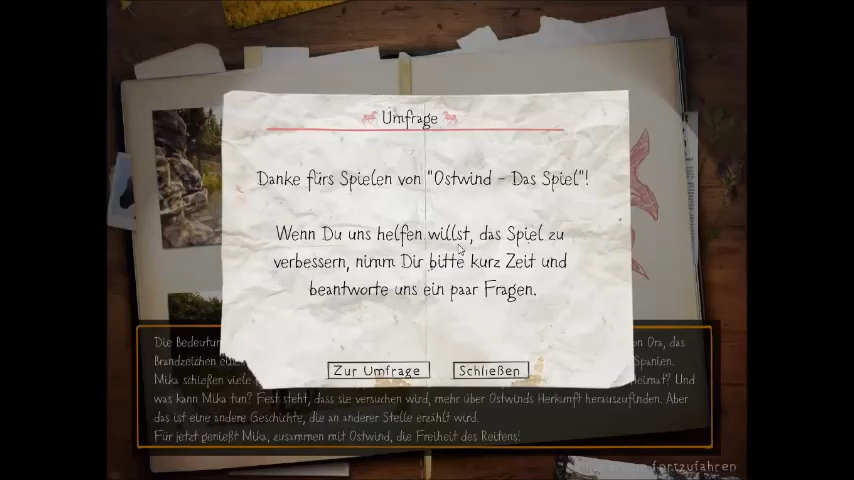 Umfrage
Danke fürs Spielen von "Ostwind - Das Spiel"!
Wenn Du uns helfen willst, das Spiel zu
verbessern, nimm Dir bitte kurz Zeit und
beantworte uns ein paar Fragen.
Zur Umfrage
Schließen
Die Bedeutun on Ora, das
Brandzeichen Spanien.
Mika schießen viele eimat? Und
was kann Mika tun? Fest steht, dass sie versuchen wird, mehr über Ostwinds Herkunft herauszufinden. Aber
das ist eine andere Geschichte, die an anderer Stelle erzählt wird.
Für jetzt genießt Mika, zusammen mit Ostwind, die Freiheit des Reitens!
fortzufahren